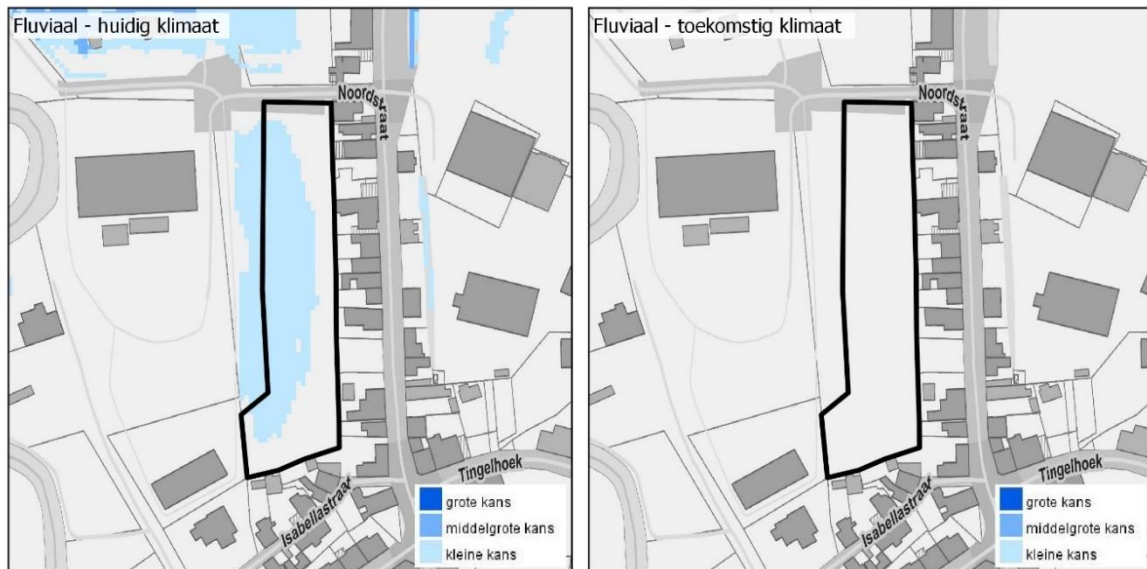 Fluviaal - huidig klimaat
Noordstraat
Tingelhoek
Isabellastraat
grote kans
middelgrote kans
kleine kans
Fluviaal - toekomstig klimaat
Noordstraat
Tingelhoek
Isabellastraat
grote kans
middelgrote kans
kleine kans